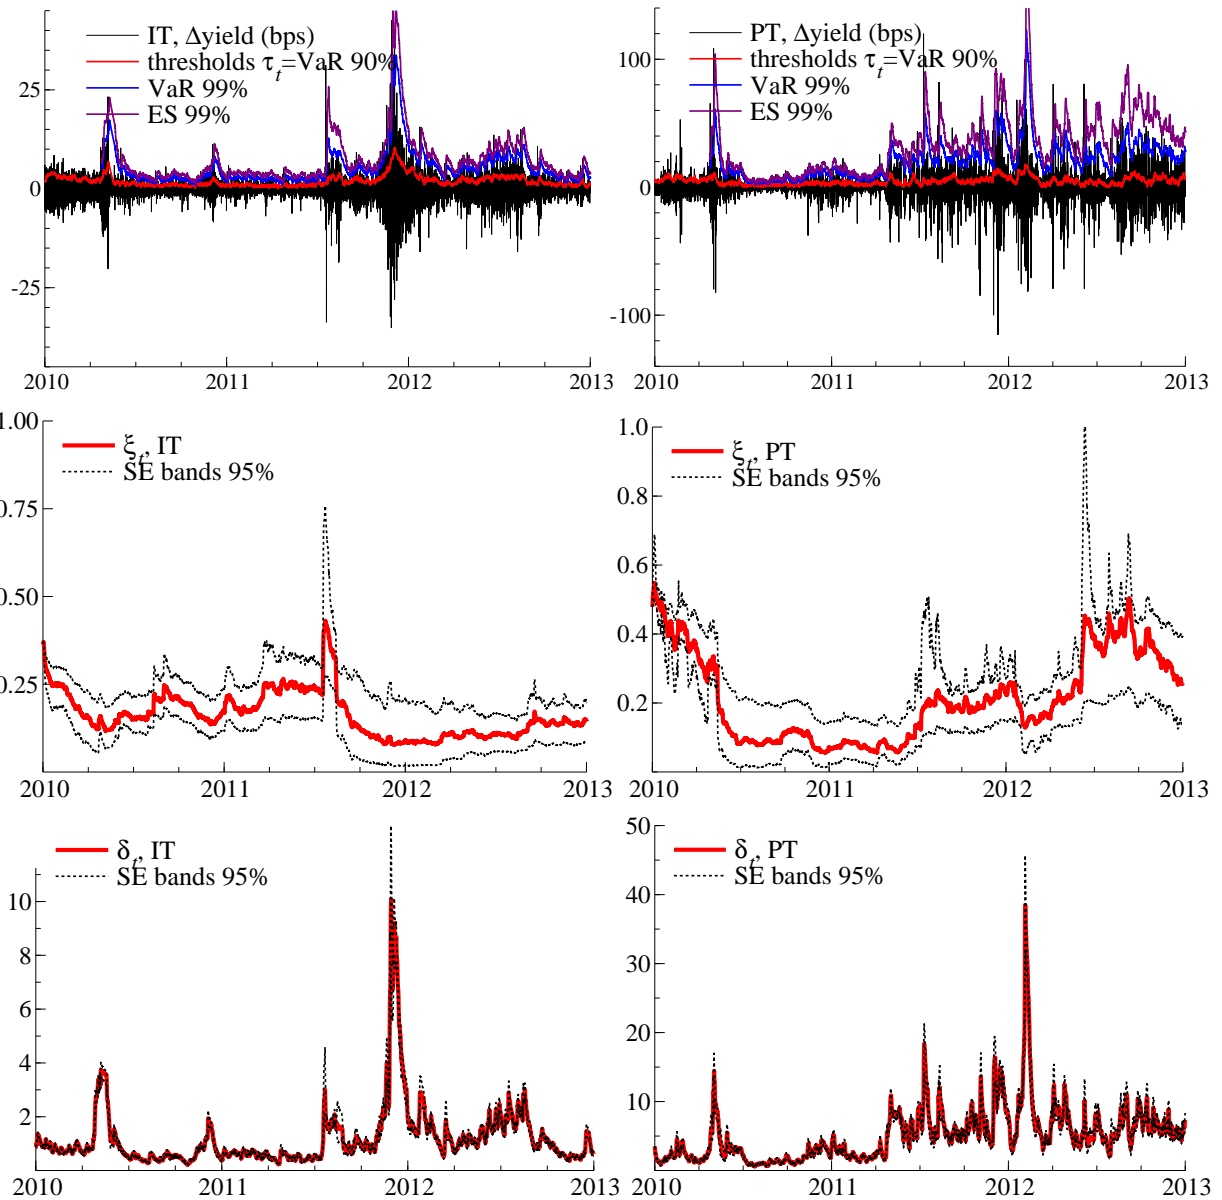 IT, Δyield (bps)
thresholds τt=VaR 90%
VaR 99%
ES 99%
25
0
-25
2010 2011 2012 2013
PT, Δyield (bps)
thresholds τt=VaR 90%
VaR 99%
ES 99%
100
0
-100
2010 2011 2012 2013
1.00
ξt, IT
SE bands 95%
0.75
0.50
0.25
2010 2011 2012 2013
1.0
ξt, PT
SE bands 95%
0.8
0.6
0.4
0.2
2010 2011 2012 2013
δt, IT
SE bands 95%
10
8
6
4
2
2010 2011 2012 2013
50
δt, PT
SE bands 95%
40
30
20
10
2010 2011 2012 2013